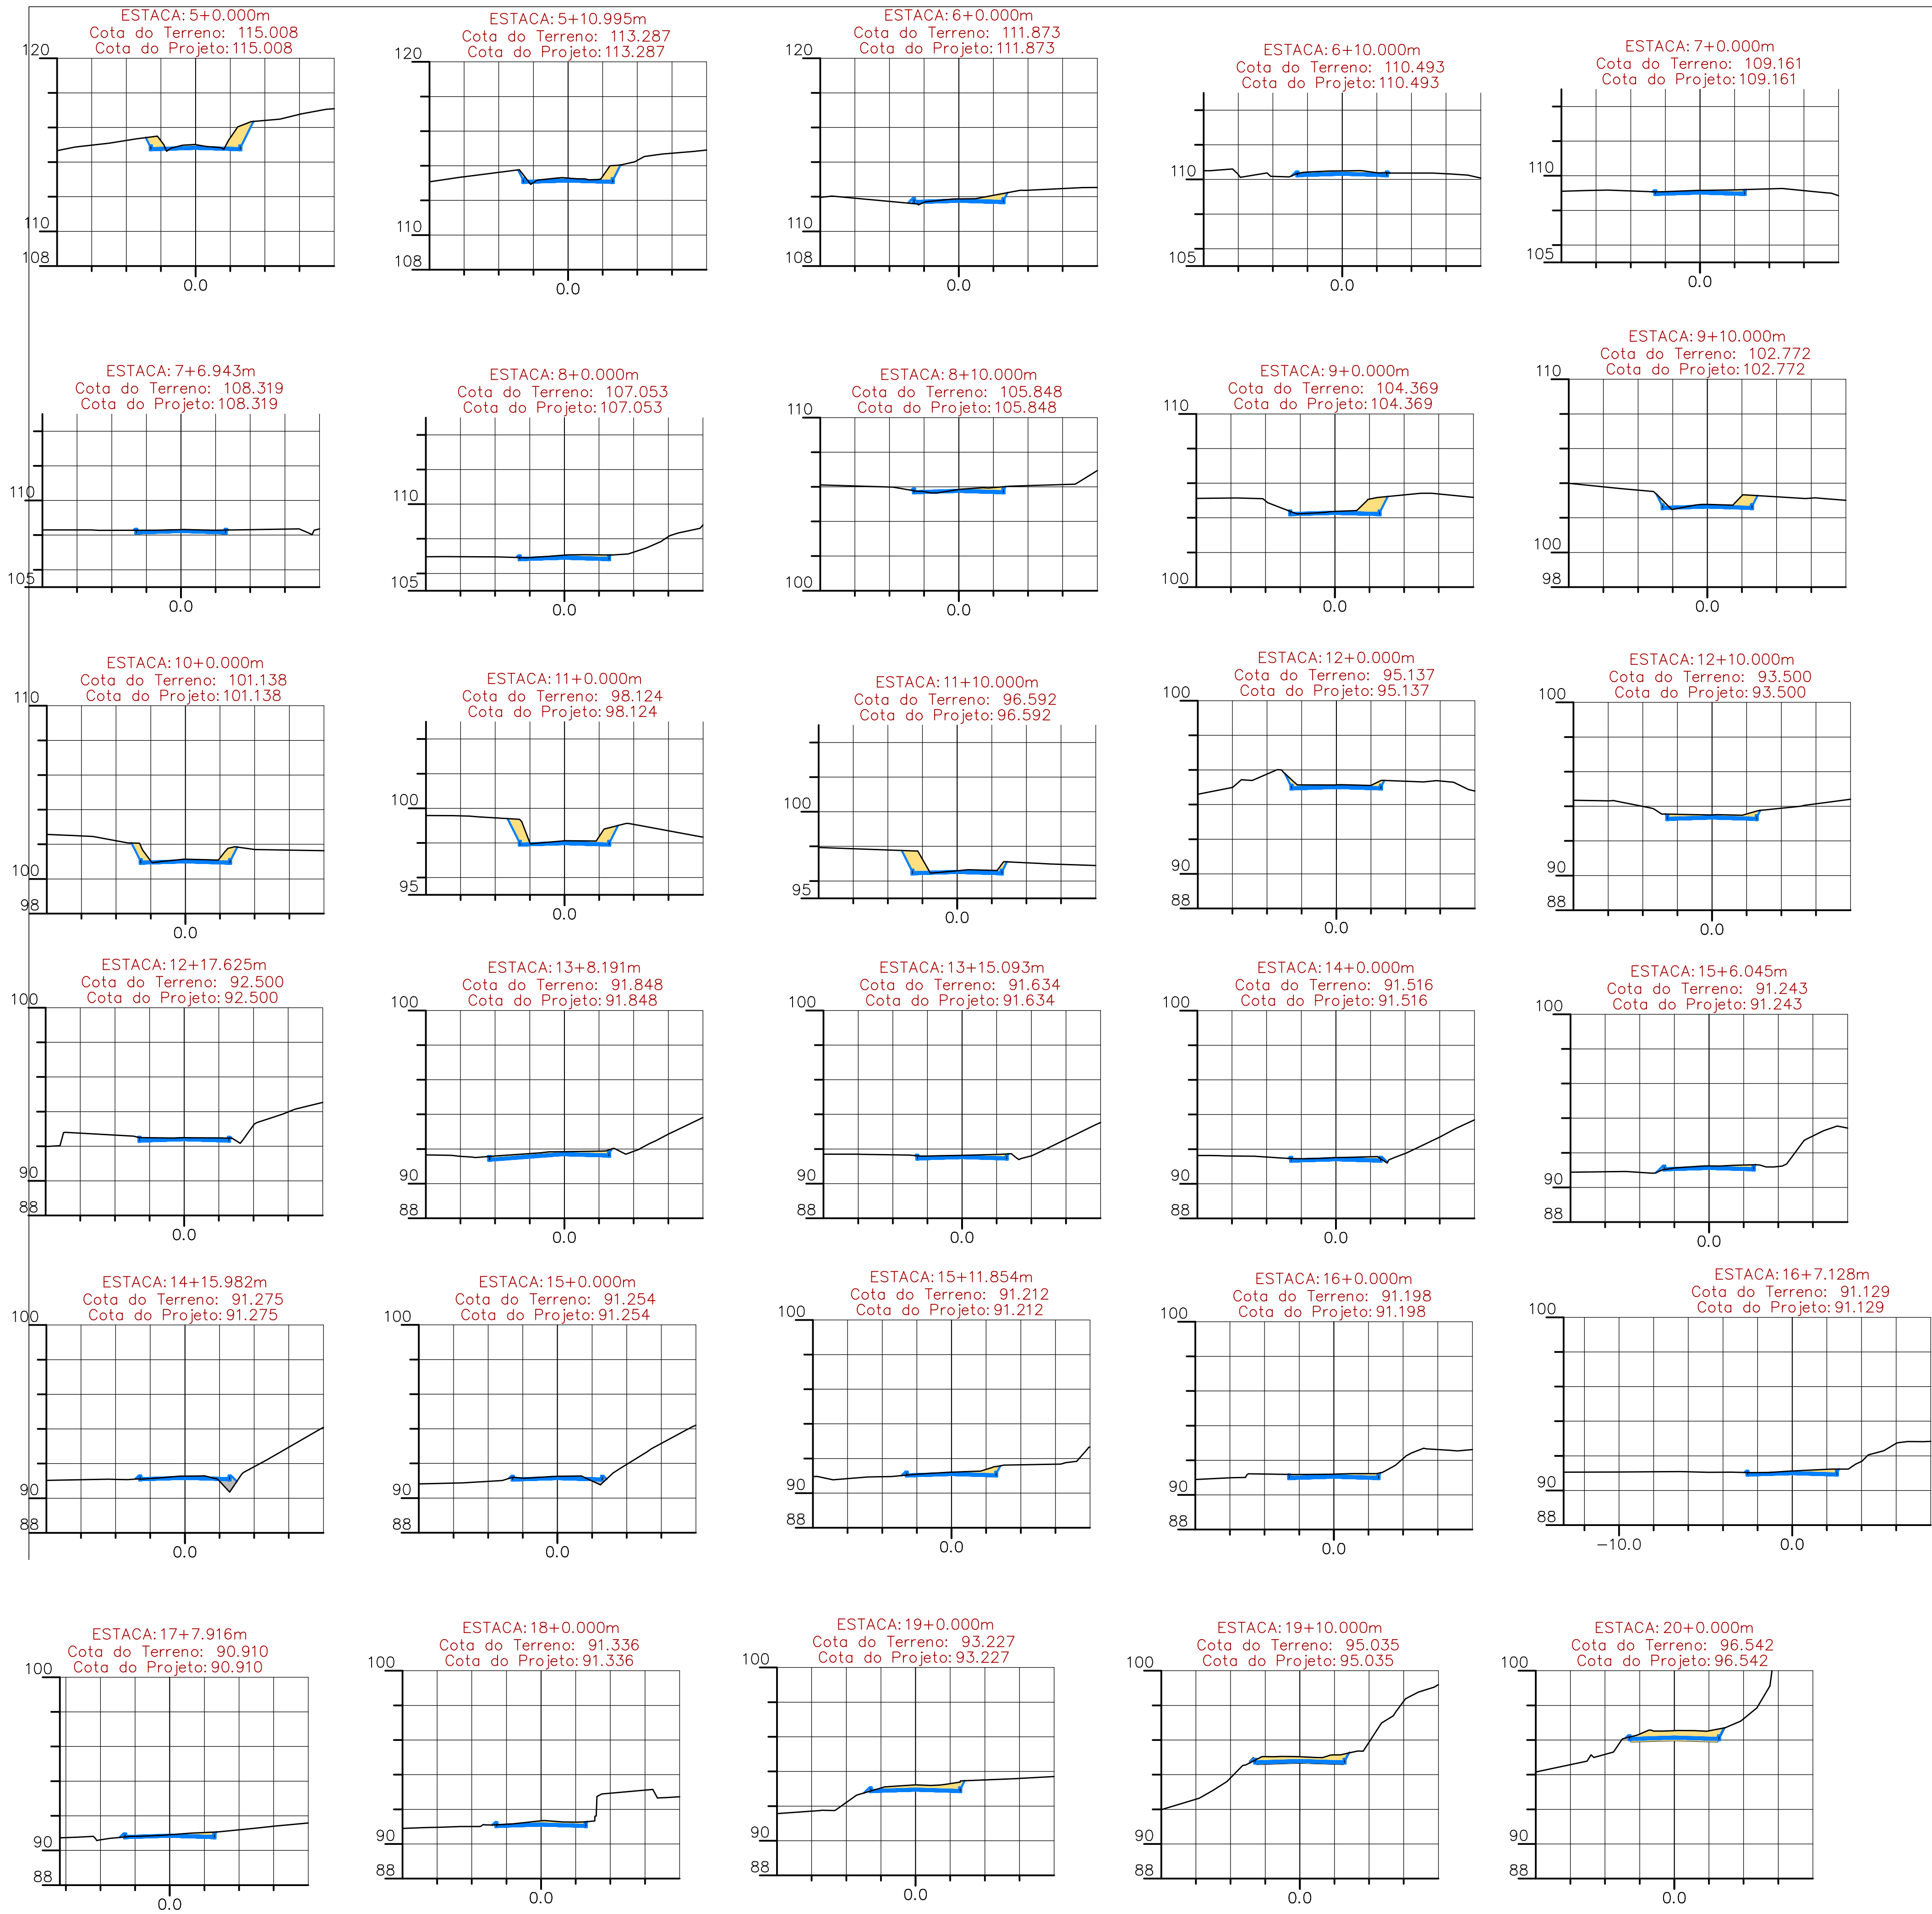 ESTACA:5+0.000m
Cota do Terreno: 115.008
Cota do Projeto:115.008
120
110
108
0.0
ESTACA:5+10.995m
Cota do Terreno: 113.287
Cota do Projeto:113.287
120
110
108
0.0
ESTACA:6+0.000m
Cota do Terreno: 111.873
Cota do Projeto:111.873
120
110
108
0.0
ESTACA:6+10.000m
Cota do Terreno: 110.493
Cota do Projeto:110.493
110
105
0.0
ESTACA:7+0.000m
Cota do Terreno: 109.161
Cota do Projeto:109.161
110
105
0.0
ESTACA:7+6.943m
Cota do Terreno: 108.319
Cota do Projeto:108.319
110
105
0.0
ESTACA:8+0.000m
Cota do Terreno: 107.053
Cota do Projeto:107.053
110
105
0.0
ESTACA:8+10.000m
Cota do Terreno: 105.848
Cota do Projeto:105.848
110
100
0.0
ESTACA:9+0.000m
Cota do Terreno: 104.369
Cota do Projeto:104.369
110
100
0.0
ESTACA:9+10.000m
Cota do Terreno: 102.772
Cota do Projeto:102.772
110
100
98
0.0
ESTACA:10+0.000m
Cota do Terreno: 101.138
Cota do Projeto:101.138
110
100
98
0.0
ESTACA:11+0.000m
Cota do Terreno: 98.124
Cota do Projeto:98.124
100
95
0.0
ESTACA:11+10.000m
Cota do Terreno: 96.592
Cota do Projeto:96.592
100
95
0.0
ESTACA:12+0.000m
Cota do Terreno: 95.137
Cota do Projeto:95.137
100
90
88
0.0
ESTACA:12+10.000m
Cota do Terreno: 93.500
Cota do Projeto:93.500
100
90
88
0.0
ESTACA:12+17.625m
Cota do Terreno: 92.500
Cota do Projeto:92.500
100
90
88
0.0
ESTACA:13+8.191m
Cota do Terreno: 91.848
Cota do Projeto:91.848
100
90
88
0.0
ESTACA:13+15.093m
Cota do Terreno: 91.634
Cota do Projeto:91.634
100
90
88
0.0
ESTACA:14+0.000m
Cota do Terreno: 91.516
Cota do Projeto:91.516
100
90
88
0.0
ESTACA:15+6.045m
Cota do Terreno: 91.243
Cota do Projeto:91.243
100
90
88
0.0
ESTACA:14+15.982m
Cota do Terreno: 91.275
Cota do Projeto:91.275
100
90
88
0.0
ESTACA:15+0.000m
Cota do Terreno: 91.254
Cota do Projeto:91.254
100
90
88
0.0
ESTACA:15+11.854m
Cota do Terreno: 91.212
Cota do Projeto:91.212
100
90
88
0.0
ESTACA:16+0.000m
Cota do Terreno: 91.198
Cota do Projeto:91.198
100
90
88
0.0
ESTACA:16+7.128m
Cota do Terreno: 91.129
Cota do Projeto:91.129
100
90
88
-10.0 0.0
ESTACA:17+7.916m
Cota do Terreno: 90.910
Cota do Projeto:90.910
100
90
88
0.0
ESTACA:18+0.000m
Cota do Terreno: 91.336
Cota do Projeto:91.336
100
90
88
0.0
ESTACA:19+0.000m
Cota do Terreno: 93.227
Cota do Projeto:93.227
100
90
88
0.0
ESTACA:19+10.000m
Cota do Terreno: 95.035
Cota do Projeto:95.035
100
90
88
0.0
ESTACA:20+0.000m
Cota do Terreno: 96.542
Cota do Projeto:96.542
100
90
88
0.0